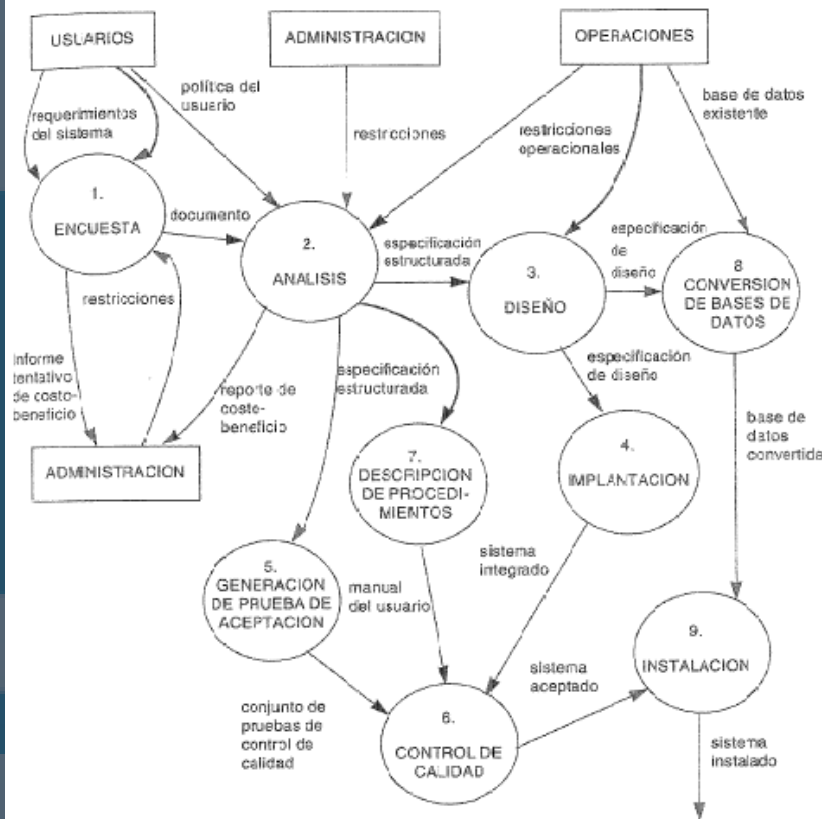 USUARIOS
ADMINISTRACION
OPERACIONES
requerimientos
del sistema
política del
usuario
restricciones
restricciones
operacionales
base de datos
existente
1.
ENCUESTA
documento
2.
ANALISIS
especificación
estructurada
3.
DISEÑO
especificación
de
diseño
8
CONVERSION
DE BASES DE
DATOS
restricciones
Informe
tentativo
de costo-
beneficio
reporte de
costo-
beneficio
especificación
estructurada
especificación
de diseño
base de
datos
convertida
ADMINISTRACION
7.
DESCRIPCION
DE PROCEDI-
MIENTOS
4.
IMPLANTACION
5.
GENERACION
DE PRUEBA DE
ACEPTACION
manual
del usuario
sistema
integrado
9.
INSTALACION
conjunto de
pruebas de
control de
calidad
6.
CONTROL DE
CALIDAD
sistema
aceptado
sistema
instalado